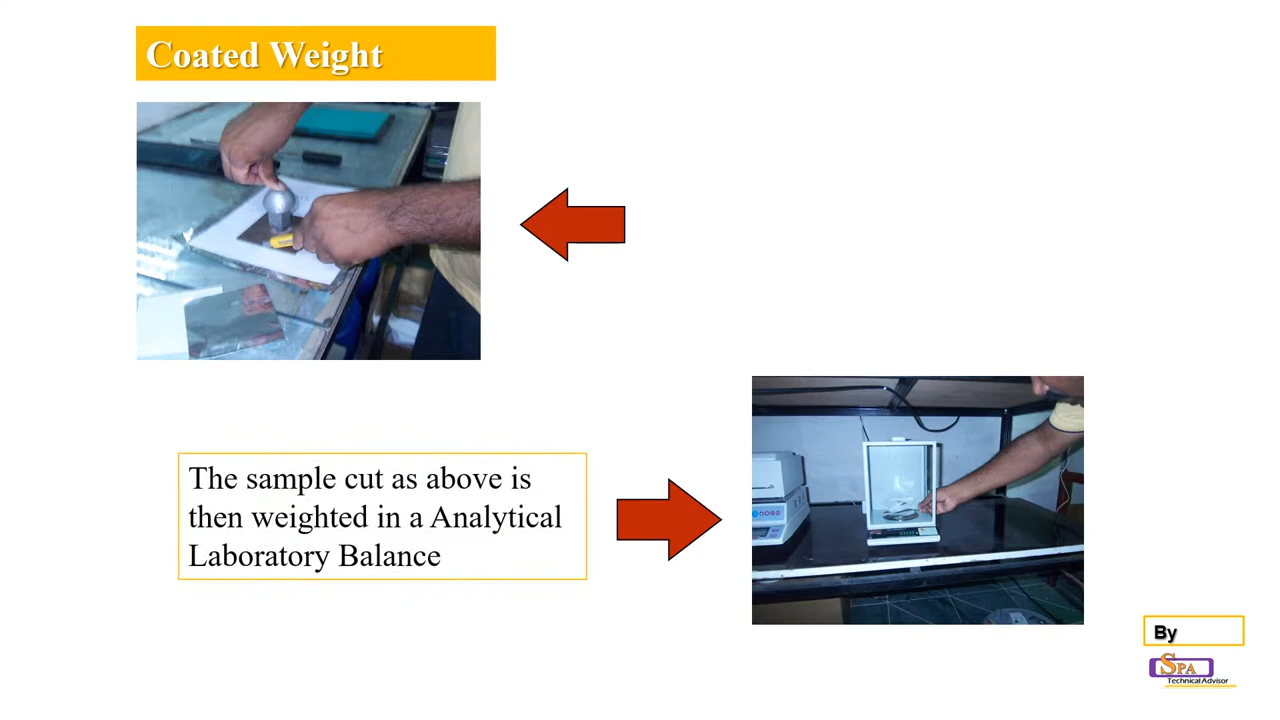 Coated Weight
The sample cut as above is
then weighted in a Analytical
Laboratory Balance
By
SPA
Technical Advisor